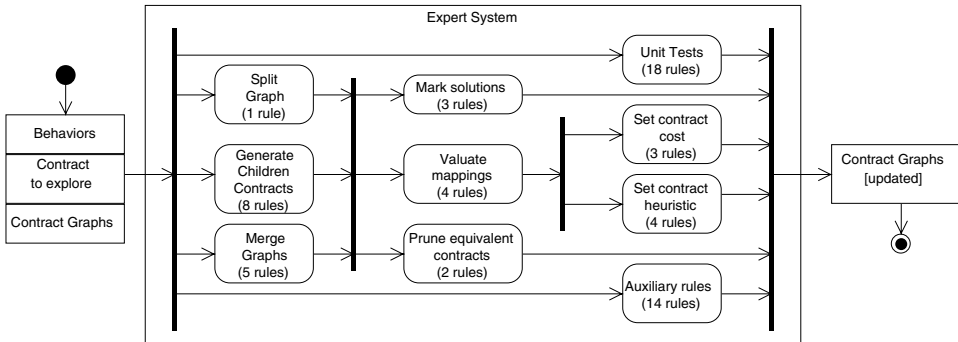 Expert System
Behaviors
Contract
to explore
Contract Graphs
Split
Graph
(1 rule)
Generate
Children
Contracts
(8 rules)
Merge
Graphs
(5 rules)
Mark solutions
(3 rules)
Valuate
mappings
(4 rules)
Prune equivalent
contracts
(2 rules)
Unit Tests
(18 rules)
Set contract
cost
(3 rules)
Set contract
heuristic
(4 rules)
Auxiliary rules
(14 rules)
Contract Graphs
[updated]